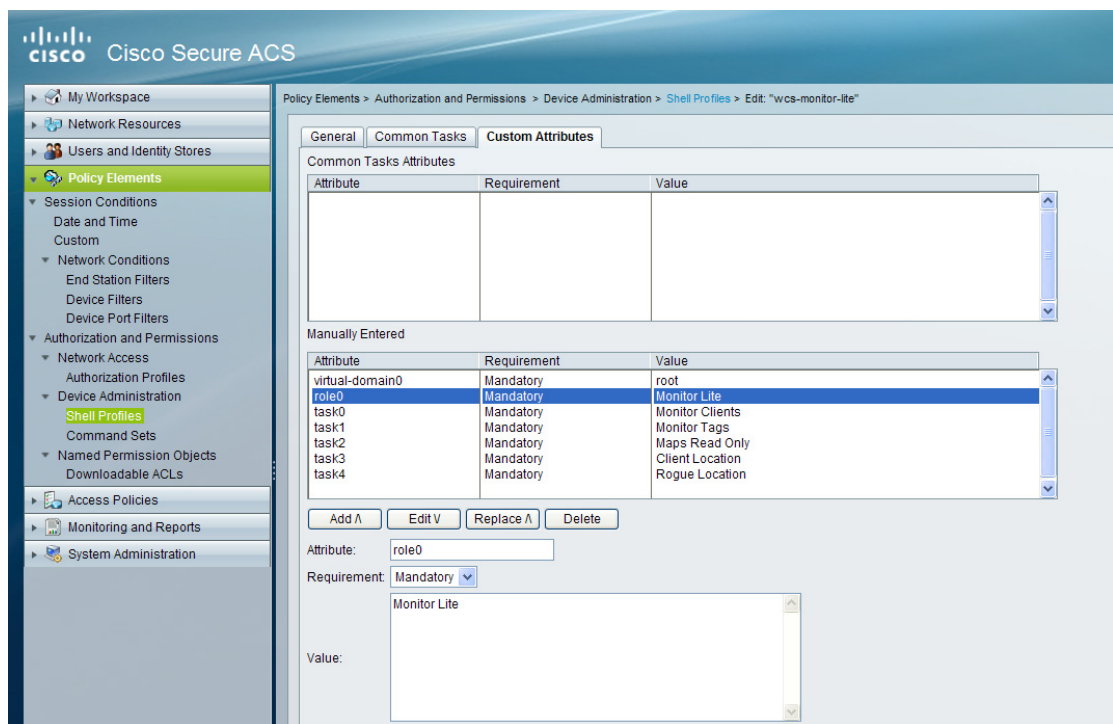 CISCO Cisco Secure ACS
My Workspace
Network Resources
Users and Identity Stores
Policy Elements
Session Conditions
Date and Time
Custom
Network Conditions
End Station Filters
Device Filters
Device Port Filters
Authorization and Permissions
Network Access
Authorization Profiles
Device Administration
Shell Profiles
Command Sets
Named Permission Objects
Downloadable ACLs
Access Policies
Monitoring and Reports
System Administration
Policy Elements > Authorization and Permissions > Device Administration > Shell Profiles > Edit: "wcs-monitor-lite"
General Common Tasks Custom Attributes
Common Tasks Attributes
Attribute Requirement Value
Manually Entered
Attribute Requirement Value
virtual-domain0 Mandatory root
role0 Mandatory Monitor Lite
task0 Mandatory Monitor Clients
task1 Mandatory Monitor Tags
task2 Mandatory Maps Read Only
task3 Mandatory Client Location
task4 Mandatory Rogue Location
Add /\ Edit V Replace /\ Delete
Attribute: role0
Requirement: Mandatory
Monitor Lite
Value: